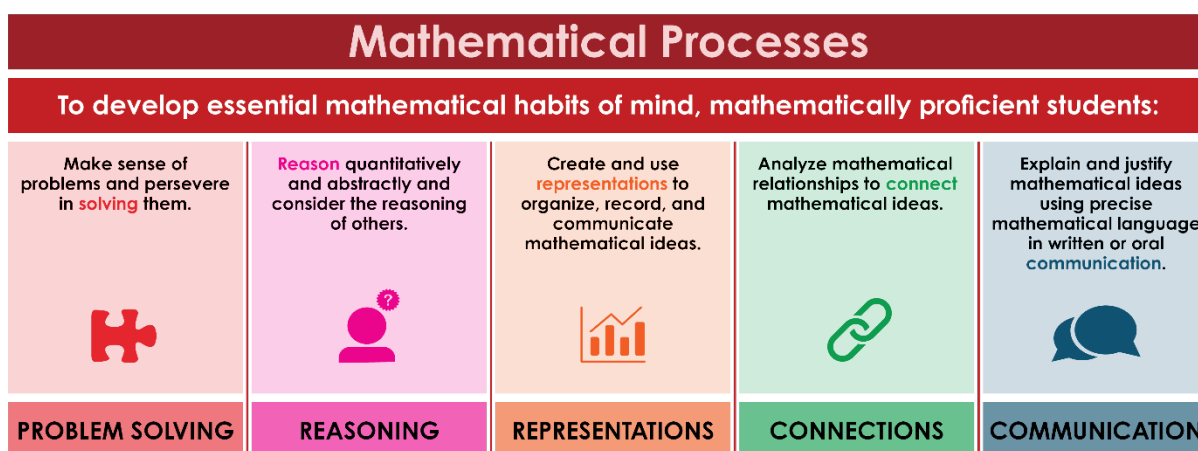 Mathematical Processes
To develop essential mathematical habits of mind, mathematically proficient students:
Make sense of
problems and persevere
in solving them.
PROBLEM SOLVING
Reason quantitatively
and abstractly and
consider the reasoning
of others.
?
REASONING
Create and use
representations to
organize, record, and
communicate
mathematical ideas.
REPRESENTATIONS
Analyze mathematical
relationships to connect
mathematical ideas.
CONNECTIONS
Explain and justify
mathematical ideas
using precise
mathematical language
in written or oral
communication.
COMMUNICATION